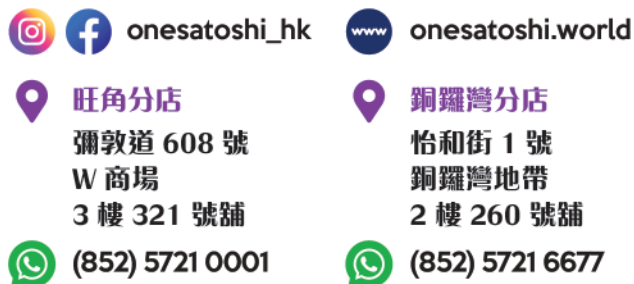 onesatoshi_hk
www onesatoshi.world
旺角分店
彌敦道 608 號
W 商場
3 樓 321 號舖
(852) 5721 0001
銅鑼灣分店
怡和街 1 號
銅鑼灣地帶
2 樓 260 號舖
(852) 5721 6677